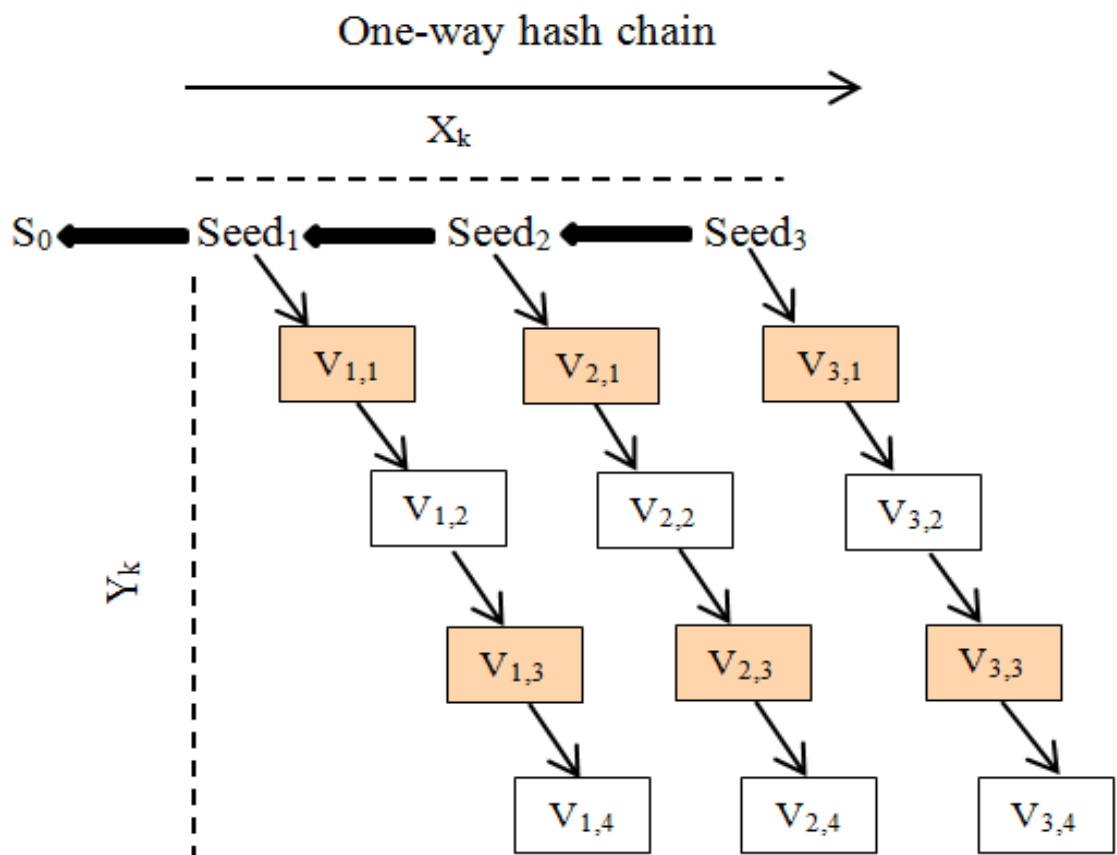 One-way hash chain
Xₖ
S₀ Seed₁ Seed₂ Seed₃
V₁,₁ V₂,₁ V₃,₁
V₁,₂ V₂,₂ V₃,₂
Yₖ
V₁,₃ V₂,₃ V₃,₃
V₁,₄ V₂,₄ V₃,₄